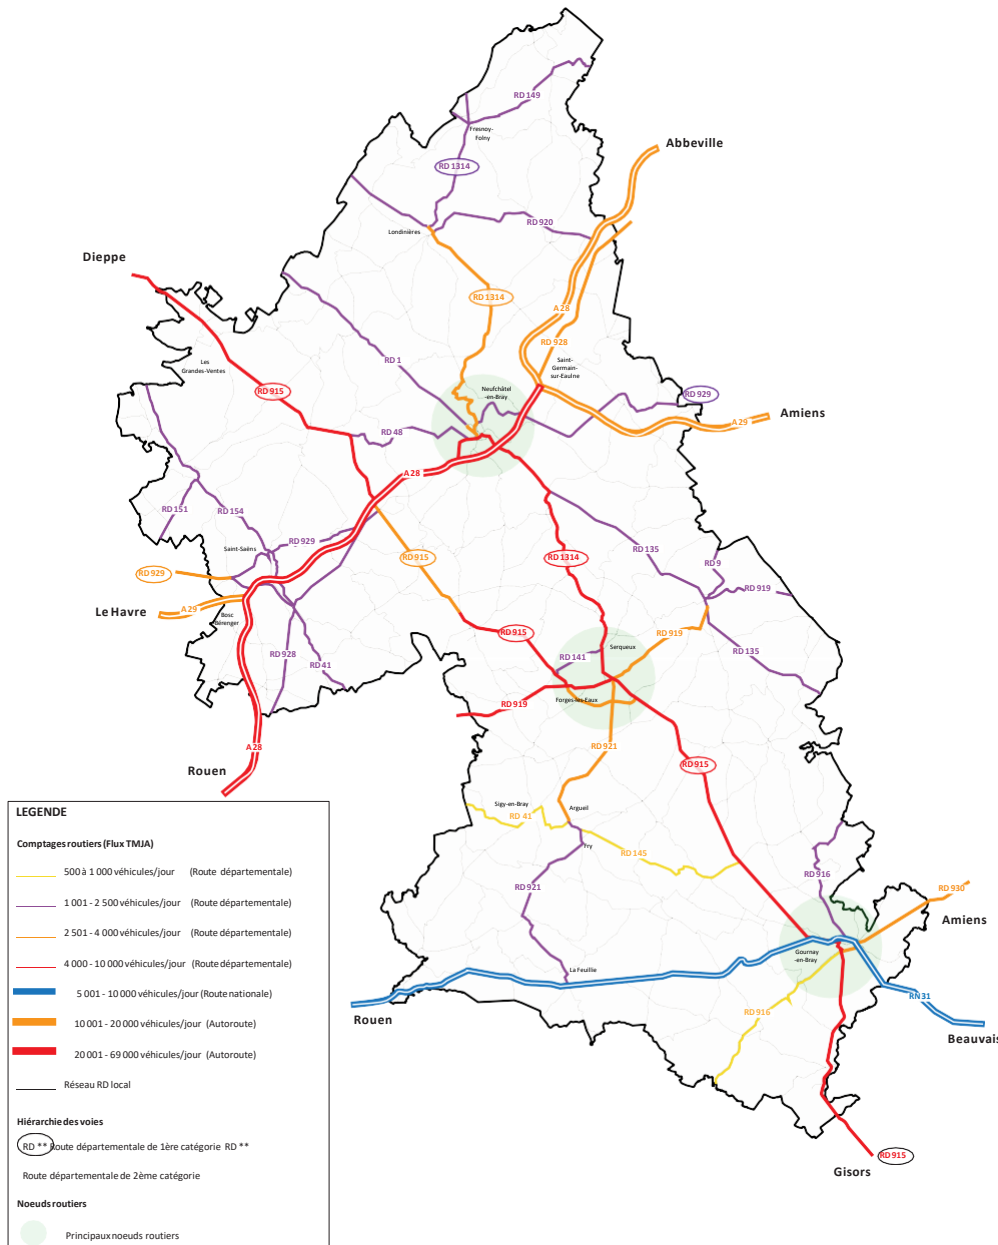 RD 149
Fresnoy-
Folny
Abbeville
RD 1314
RD 920
Londinières
Dieppe
RD 1314
A28
RD 928
RD 1
Saint-
Germain
-sur-Eaulne
Les
Grandes-Ventes
RD 915
Neufchâtel
-en-Bray
RD 929
Amiens
A29
RD 48
A28
RD 151
RD 154
RD 929
Saint-Saëns
RD 915
RD 1314
RD 135
RD 9
RD 929
RD 919
Le Havre
A29
Bosc
Bérenger
RD 915
RD 919
Serqueux
RD 141
RD 928
RD 41
RD 135
Forges-les-Eaux
RD 919
A28
RD 921
Rouen
RD 915
Sigy-en-Bray
Argueil
RD 41
Fry
RD 145
RD 916
RD 921
RD 930
Amiens
Gournay
-en-Bray
La Feuillie
RN 31
Rouen
RD 916
Beauvais
RD 915
Gisors
LEGENDE
Comptages routiers (Flux TMJA)
500 à 1 000 véhicules/jour (Route départementale)
1 001 - 2 500 véhicules/jour (Route départementale)
2 501 - 4 000 véhicules/jour (Route départementale)
4 000 - 10 000 véhicules/jour (Route départementale)
5 001 - 10 000 véhicules/jour (Route nationale)
10 001 - 20 000 véhicules/jour (Autoroute)
20 001 - 69 000 véhicules/jour (Autoroute)
Réseau RD local
Hiérarchie des voies
RD ** Route départementale de 1ère catégorie RD **
Route départementale de 2ème catégorie
Noeuds routiers
Principaux noeuds routiers